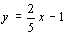 y = 2/5 x − 1